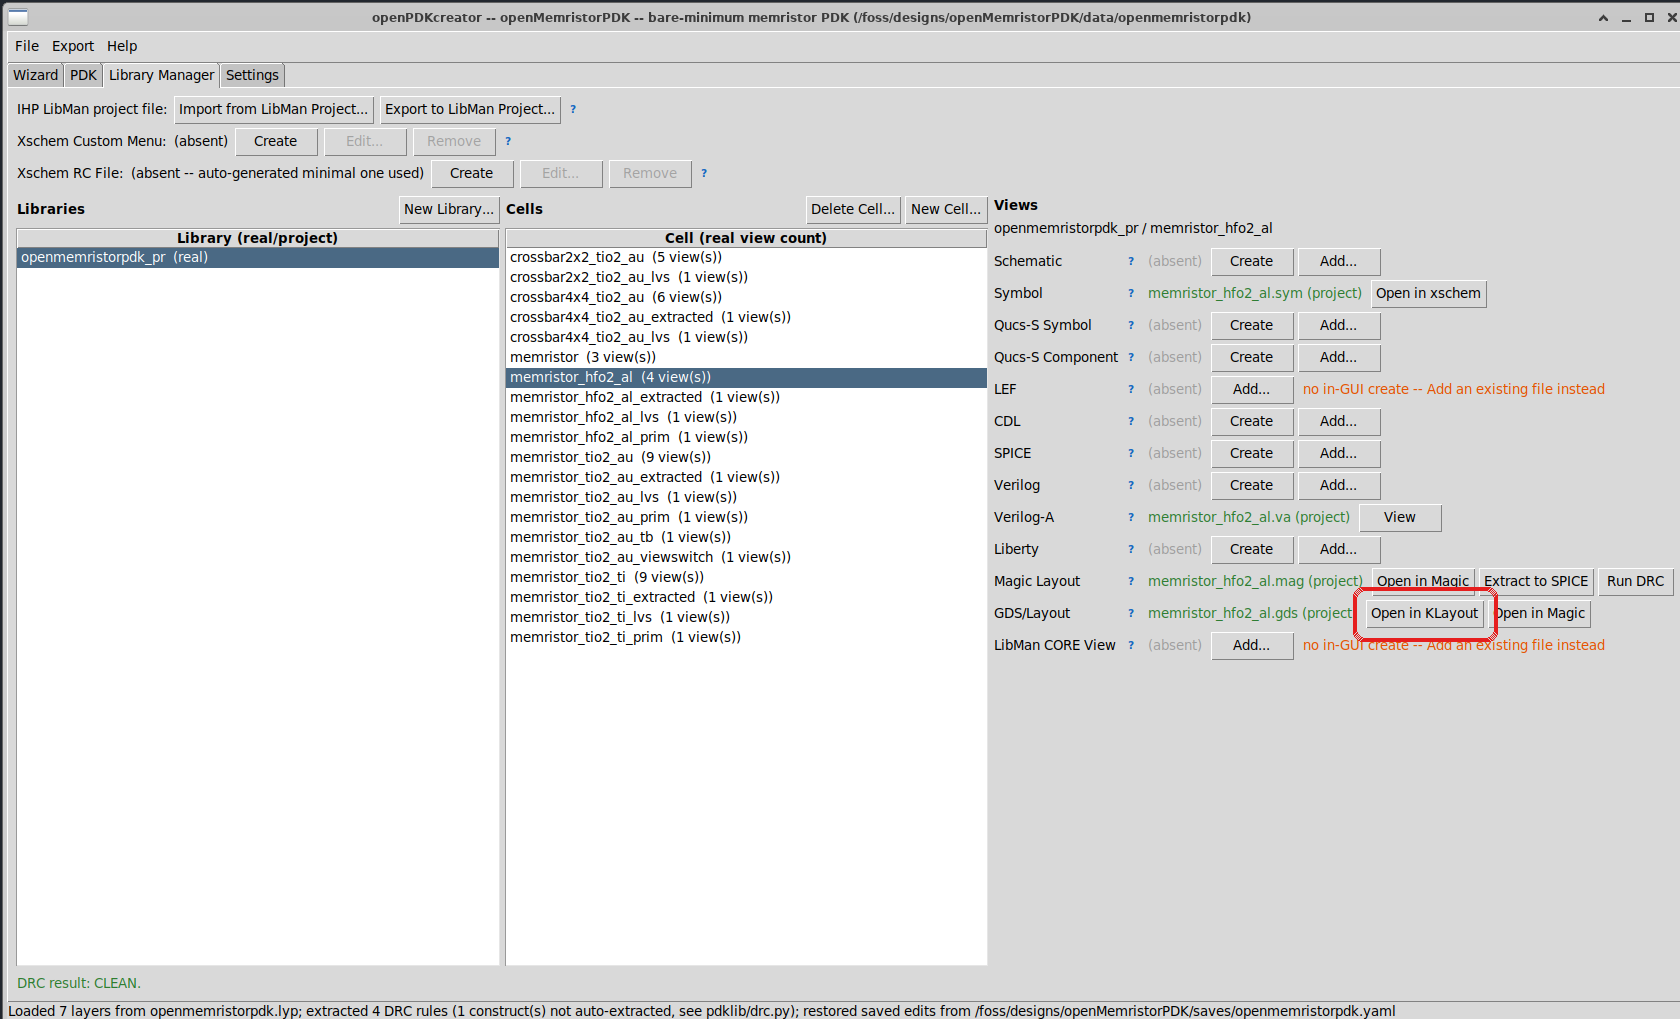 openPDKcreator -- openMemristorPDK -- bare-minimum memristor PDK (/foss/designs/openMemristorPDK/data/openmemristorpdk)
File Export Help
Wizard PDK Library Manager Settings
IHP LibMan project file: Import from LibMan Project... Export to LibMan Project... ?
Xschem Custom Menu: (absent) Create Edit... Remove ?
Xschem RC File: (absent -- auto-generated minimal one used) Create Edit... Remove ?
Libraries New Library...
Library (real/project)
openmemristorpdk_pr (real)
Cells Delete Cell... New Cell...
Cell (real view count)
crossbar2x2_tio2_au (5 view(s))
crossbar2x2_tio2_au_lvs (1 view(s))
crossbar4x4_tio2_au (6 view(s))
crossbar4x4_tio2_au_extracted (1 view(s))
crossbar4x4_tio2_au_lvs (1 view(s))
memristor (3 view(s))
memristor_hfo2_al (4 view(s))
memristor_hfo2_al_extracted (1 view(s))
memristor_hfo2_al_lvs (1 view(s))
memristor_hfo2_al_prim (1 view(s))
memristor_tio2_au (9 view(s))
memristor_tio2_au_extracted (1 view(s))
memristor_tio2_au_lvs (1 view(s))
memristor_tio2_au_prim (1 view(s))
memristor_tio2_au_tb (1 view(s))
memristor_tio2_au_viewswitch (1 view(s))
memristor_tio2_ti (9 view(s))
memristor_tio2_ti_extracted (1 view(s))
memristor_tio2_ti_lvs (1 view(s))
memristor_tio2_ti_prim (1 view(s))
Views
openmemristorpdk_pr / memristor_hfo2_al
Schematic ? (absent) Create Add...
Symbol ? memristor_hfo2_al.sym (project) Open in xschem
Qucs-S Symbol ? (absent) Create Add...
Qucs-S Component ? (absent) Create Add...
LEF ? (absent) Add... no in-GUI create -- Add an existing file instead
CDL ? (absent) Create Add...
SPICE ? (absent) Create Add...
Verilog ? (absent) Create Add...
Verilog-A ? memristor_hfo2_al.va (project) View
Liberty ? (absent) Create Add...
Magic Layout ? memristor_hfo2_al.mag (project) Open in Magic Extract to SPICE Run DRC
GDS/Layout ? memristor_hfo2_al.gds (project Open in KLayout Open in Magic
LibMan CORE View ? (absent) Add... no in-GUI create -- Add an existing file instead
DRC result: CLEAN.
Loaded 7 layers from openmemristorpdk.lyp; extracted 4 DRC rules (1 construct(s) not auto-extracted, see pdklib/drc.py); restored saved edits from /foss/designs/openMemristorPDK/saves/openmemristorpdk.yaml